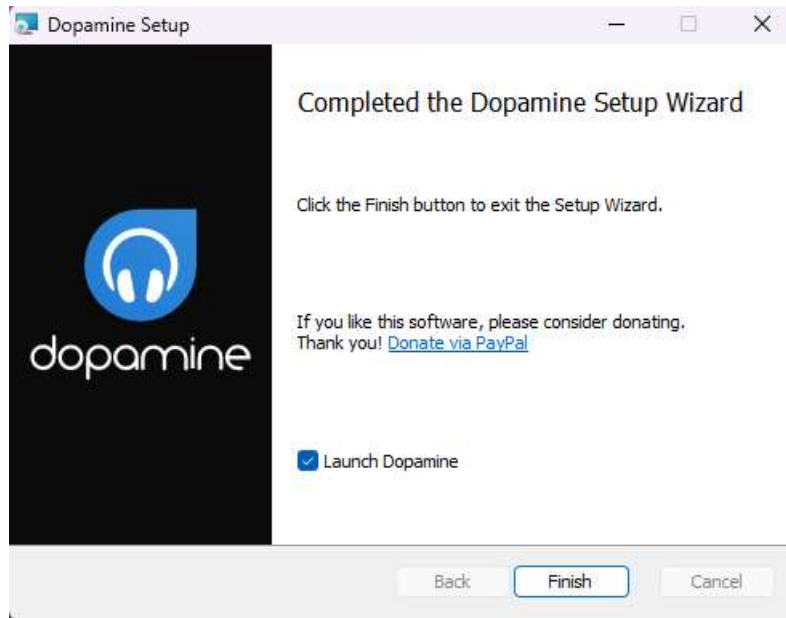 Dopamine Setup
Completed the Dopamine Setup Wizard
Click the Finish button to exit the Setup Wizard.
dopamine
If you like this software, please consider donating.
Thank you! Donate via PayPal
Launch Dopamine
Back
Finish
Cancel